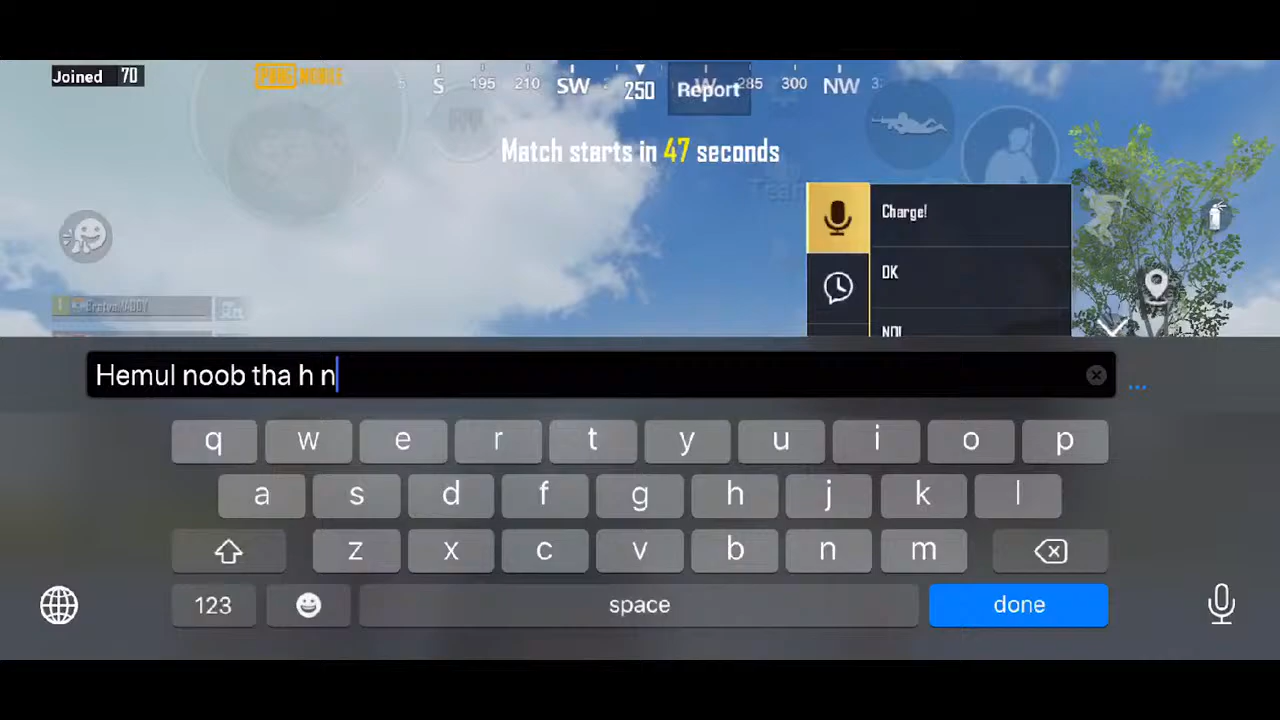 Joined 70
PUBG MOBILE
S 195 210 SW 250 285 300 NW
Report
Match starts in 47 seconds
Charge!
OK
NO!
Hemul noob tha h n
...
q w e r t y u i o p
a s d f g h j k l
z x c v b n m
123 space done